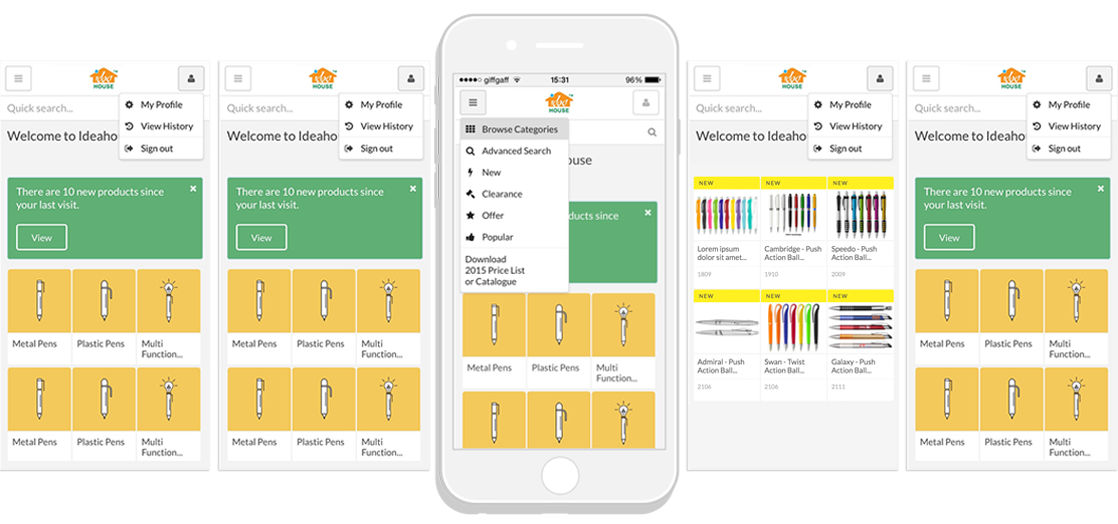 HOUSE
My Profile
Quick search...
View History
Welcome to Ideaho
Sign out
There are 10 new products since
your last visit.
View
Metal Pens
Plastic Pens
Multi
Function...
Metal Pens
Plastic Pens
Multi
Function...
HOUSE
My Profile
Quick search...
View History
Welcome to Ideaho
Sign out
There are 10 new products since
your last visit.
View
Metal Pens
Plastic Pens
Multi
Function...
Metal Pens
Plastic Pens
Multi
Function...
giffgaff
15:31
96%
HOUSE
Browse Categories
Advanced Search
ouse
New
Clearance
Offer
oducts since
Popular
Download
2015 Price List
or Catalogue
Metal Pens
Plastic Pens
Multi
Function...
HOUSE
My Profile
Quick search...
View History
Welcome to Ideaho
Sign out
NEW
NEW
NEW
Lorem ipsum
dolor sit amet...
1809
Cambridge - Push
Action Ball...
1910
Speedo - Push
Action Ball...
2009
NEW
NEW
NEW
Admiral - Push
Action Ball...
2106
Swan - Twist
Action Ball...
2106
Galaxy - Push
Action Ball...
2111
HOUSE
My Profile
Quick search...
View History
Welcome to Ideaho
Sign out
There are 10 new products since
your last visit.
View
Metal Pens
Plastic Pens
Multi
Function...
Metal Pens
Plastic Pens
Multi
Function...